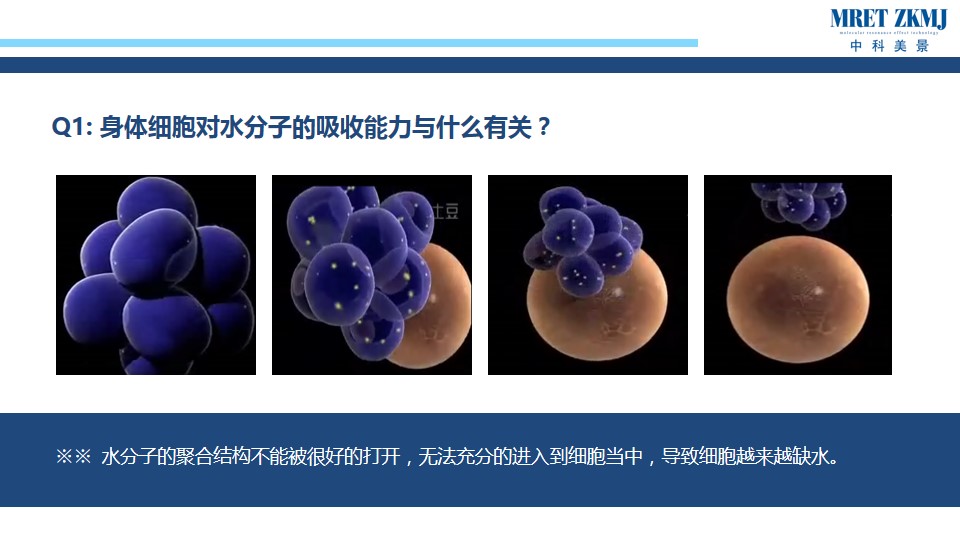 MRET ZKMJ
molecular resonance effect technology
中科美景
Q1: 身体细胞对水分子的吸收能力与什么有关？
土豆
※※ 水分子的聚合结构不能被很好的打开，无法充分的进入到细胞当中，导致细胞越来越缺水。